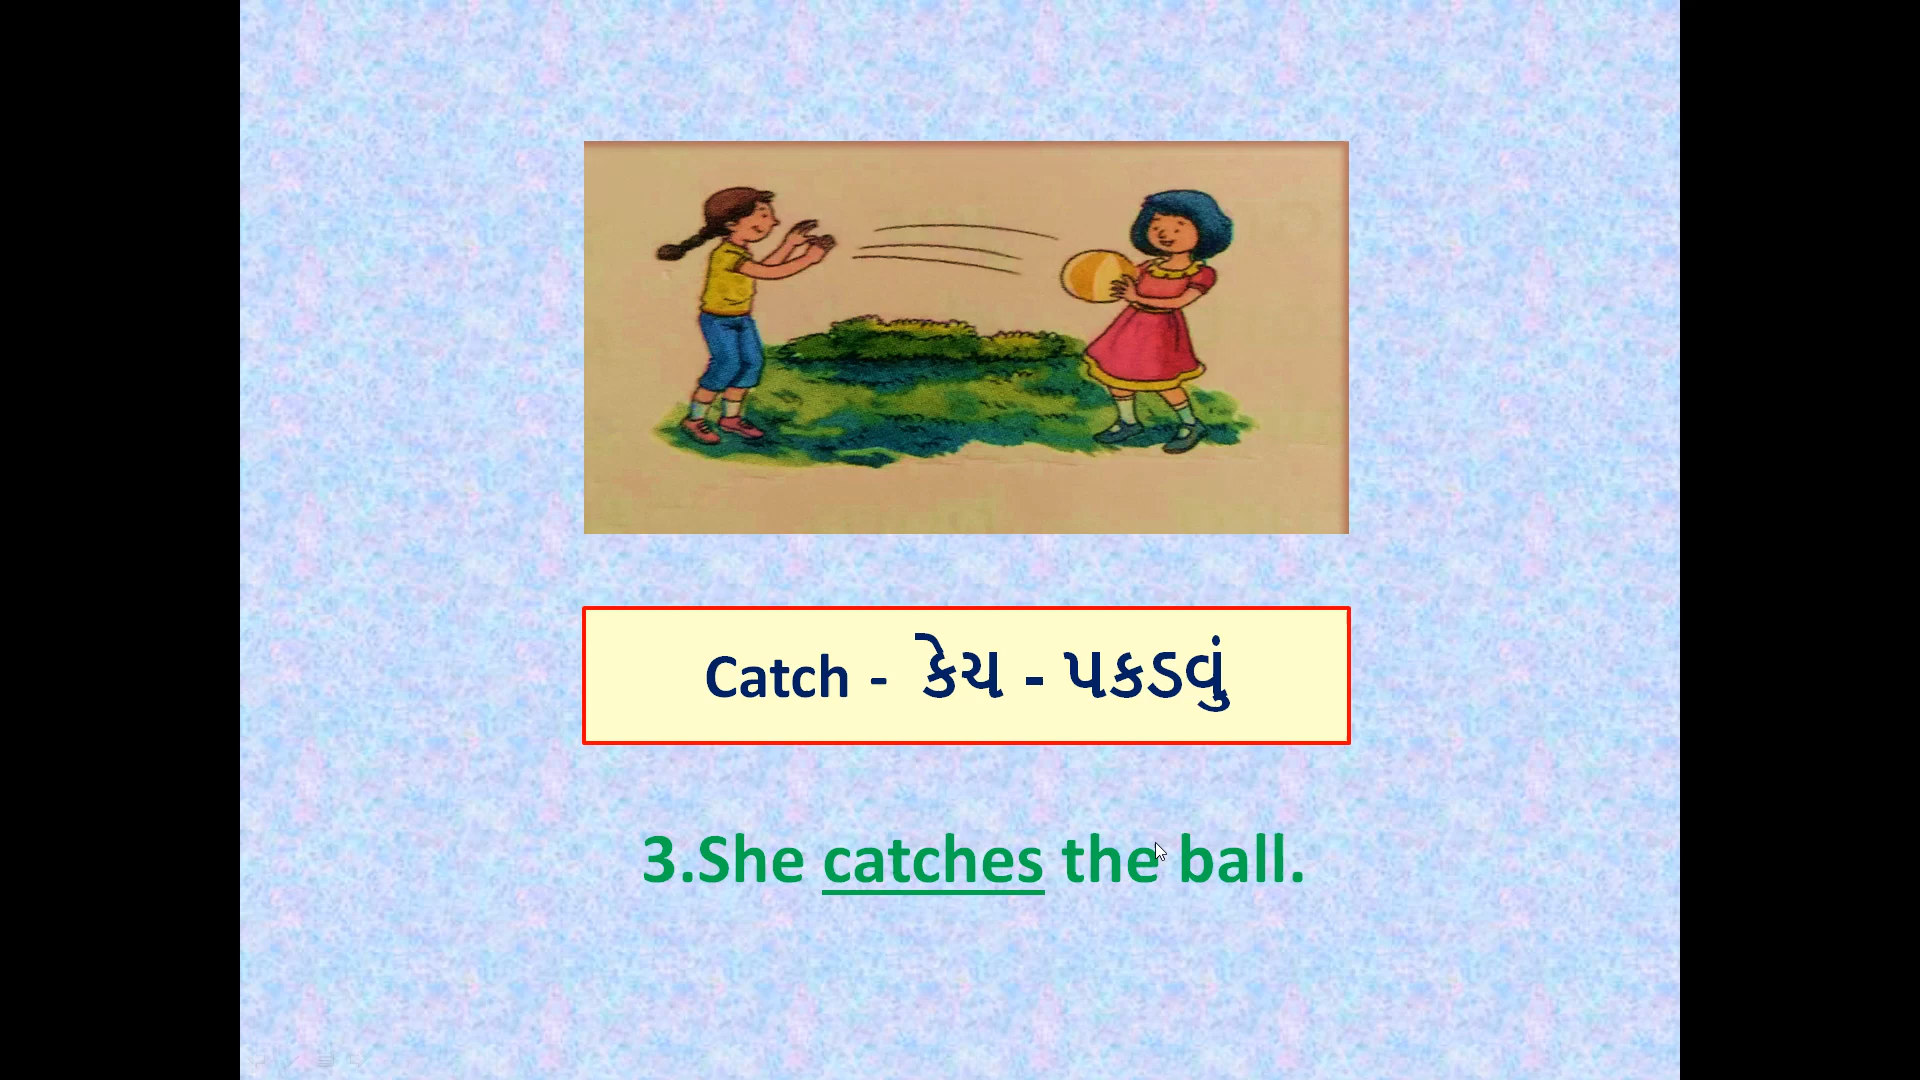 Catch - કેચ - પકડવું
3.She catches the ball.